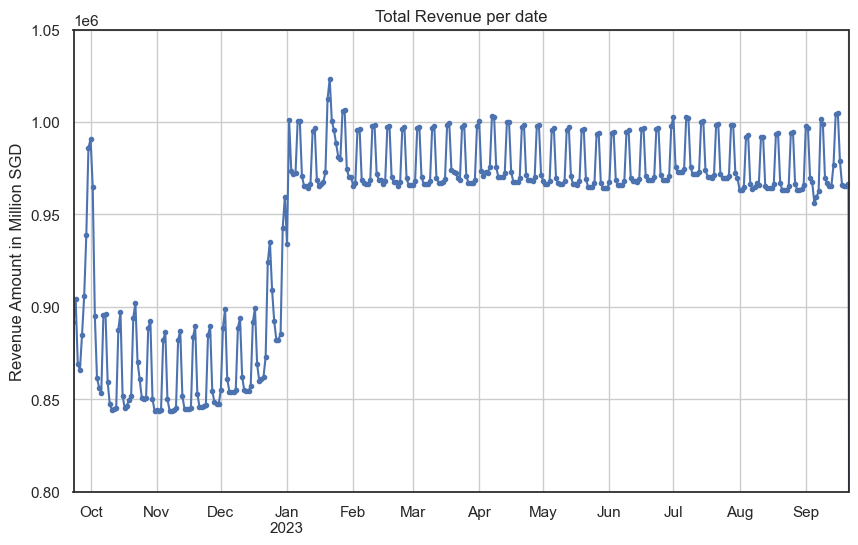 Total Revenue per date
1e6
Revenue Amount in Million SGD
1.05
1.00
0.95
0.90
0.85
0.80
Oct Nov Dec Jan Feb Mar Apr May Jun Jul Aug Sep
2023